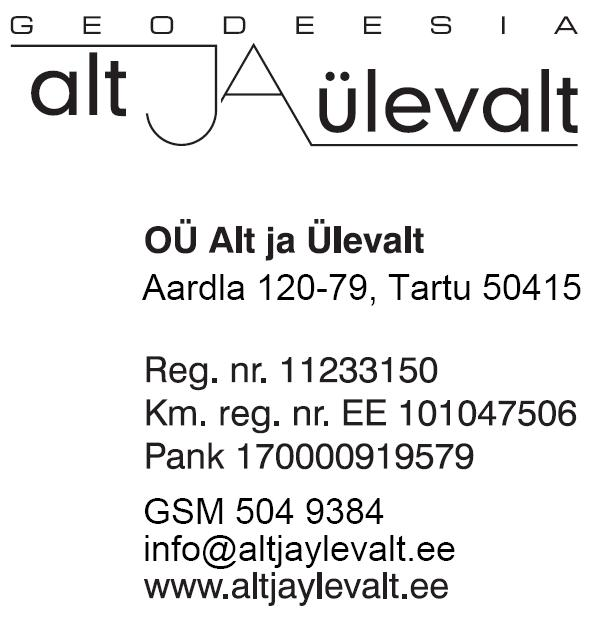 GEODEESIA
alt JA ülevalt
OÜ Alt ja Ülevalt
Aardla 120-79, Tartu 50415
Reg. nr. 11233150
Km. reg. nr. EE 101047506
Pank 170000919579
GSM 504 9384
info@altjaylevalt.ee
www.altjaylevalt.ee